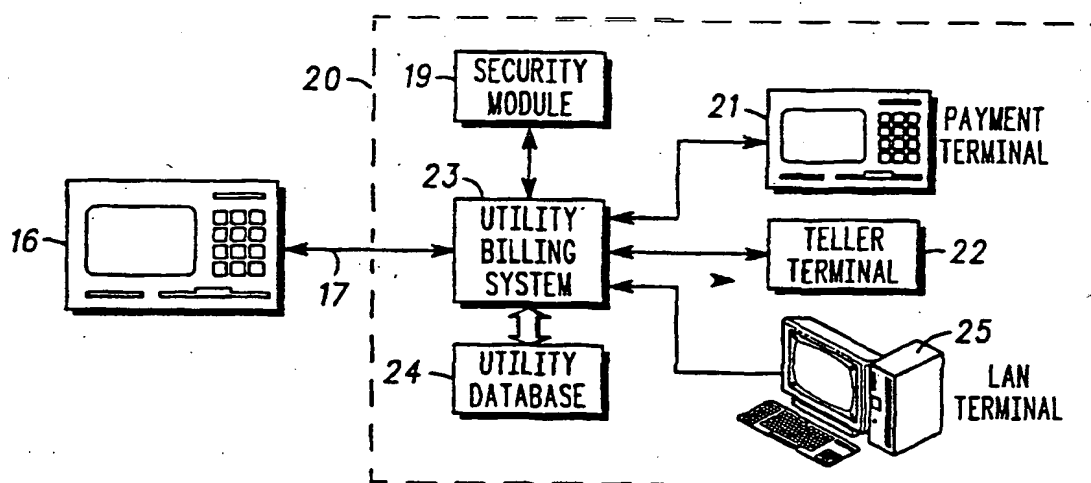 20
19
SECURITY
MODULE
21
PAYMENT
TERMINAL
23
UTILITY
BILLING
SYSTEM
16
17
TELLER
TERMINAL
22
24
UTILITY
DATABASE
25
LAN
TERMINAL